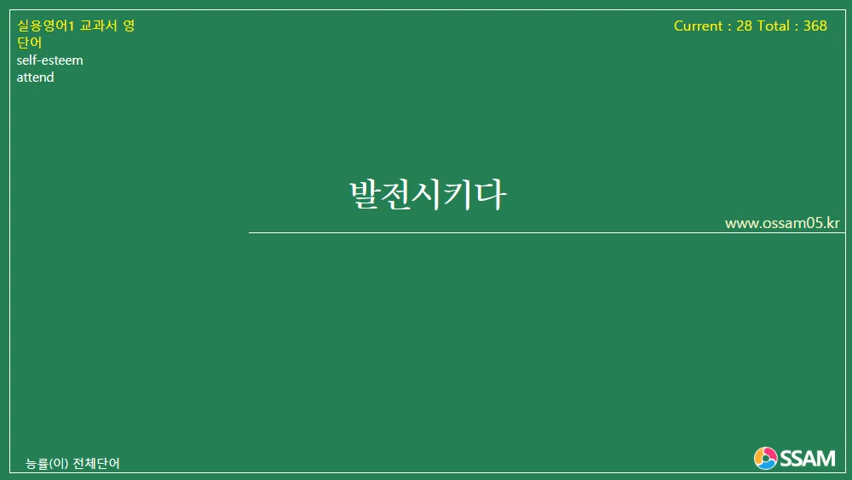 실용영어1 교과서 영
단어
self-esteem
attend
Current : 28 Total : 368
발전시키다
www.ossam05.kr
능률(이) 전체단어
OSSAM